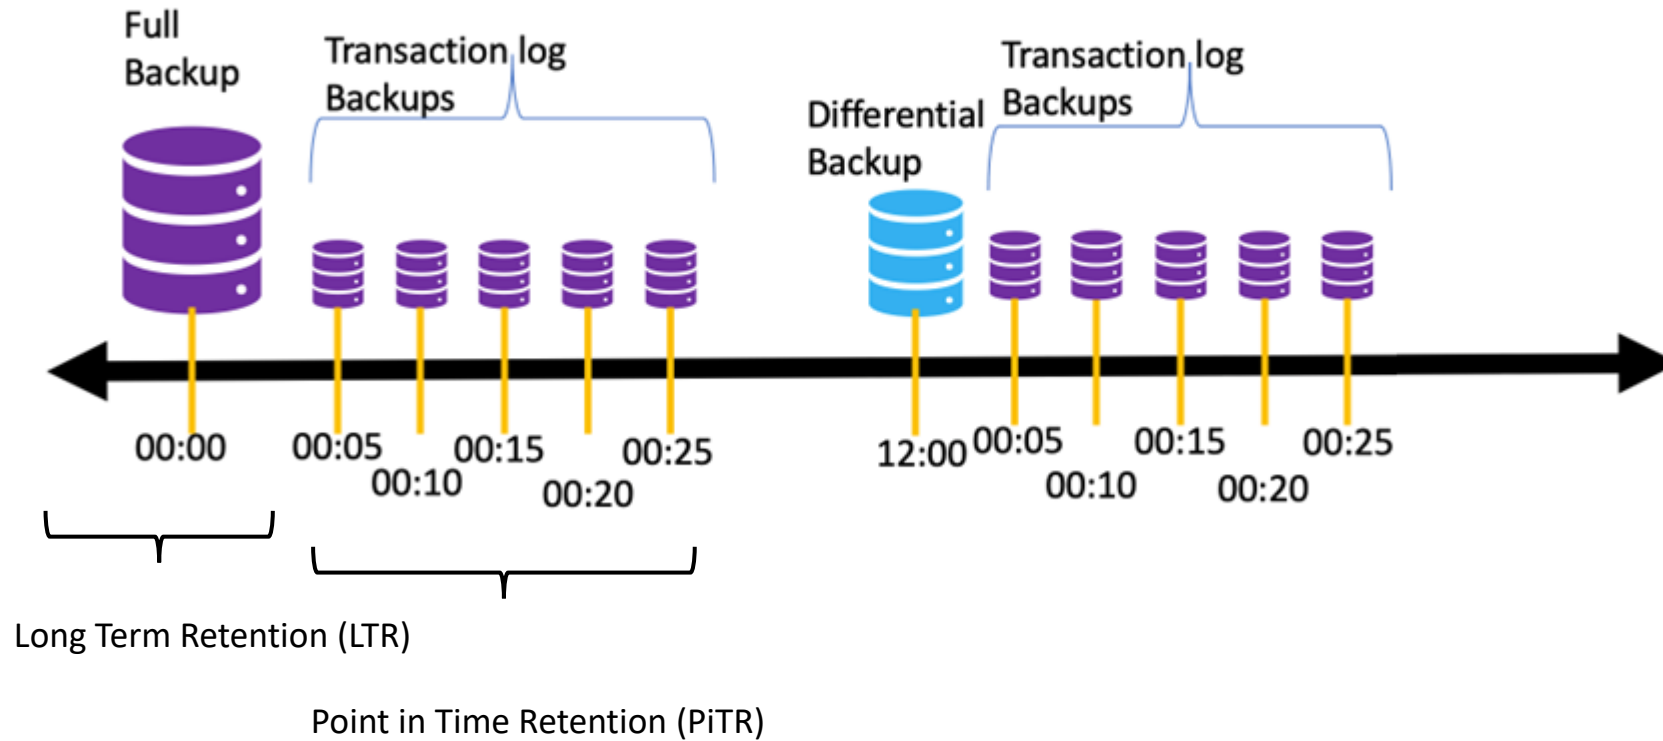 Full
Backup
Transaction log
Backups
Differential
Backup
Transaction log
Backups
00:00
00:05
00:10
00:15
00:20
00:25
12:00
00:05
00:10
00:15
00:20
00:25
Long Term Retention (LTR)
Point in Time Retention (PiTR)